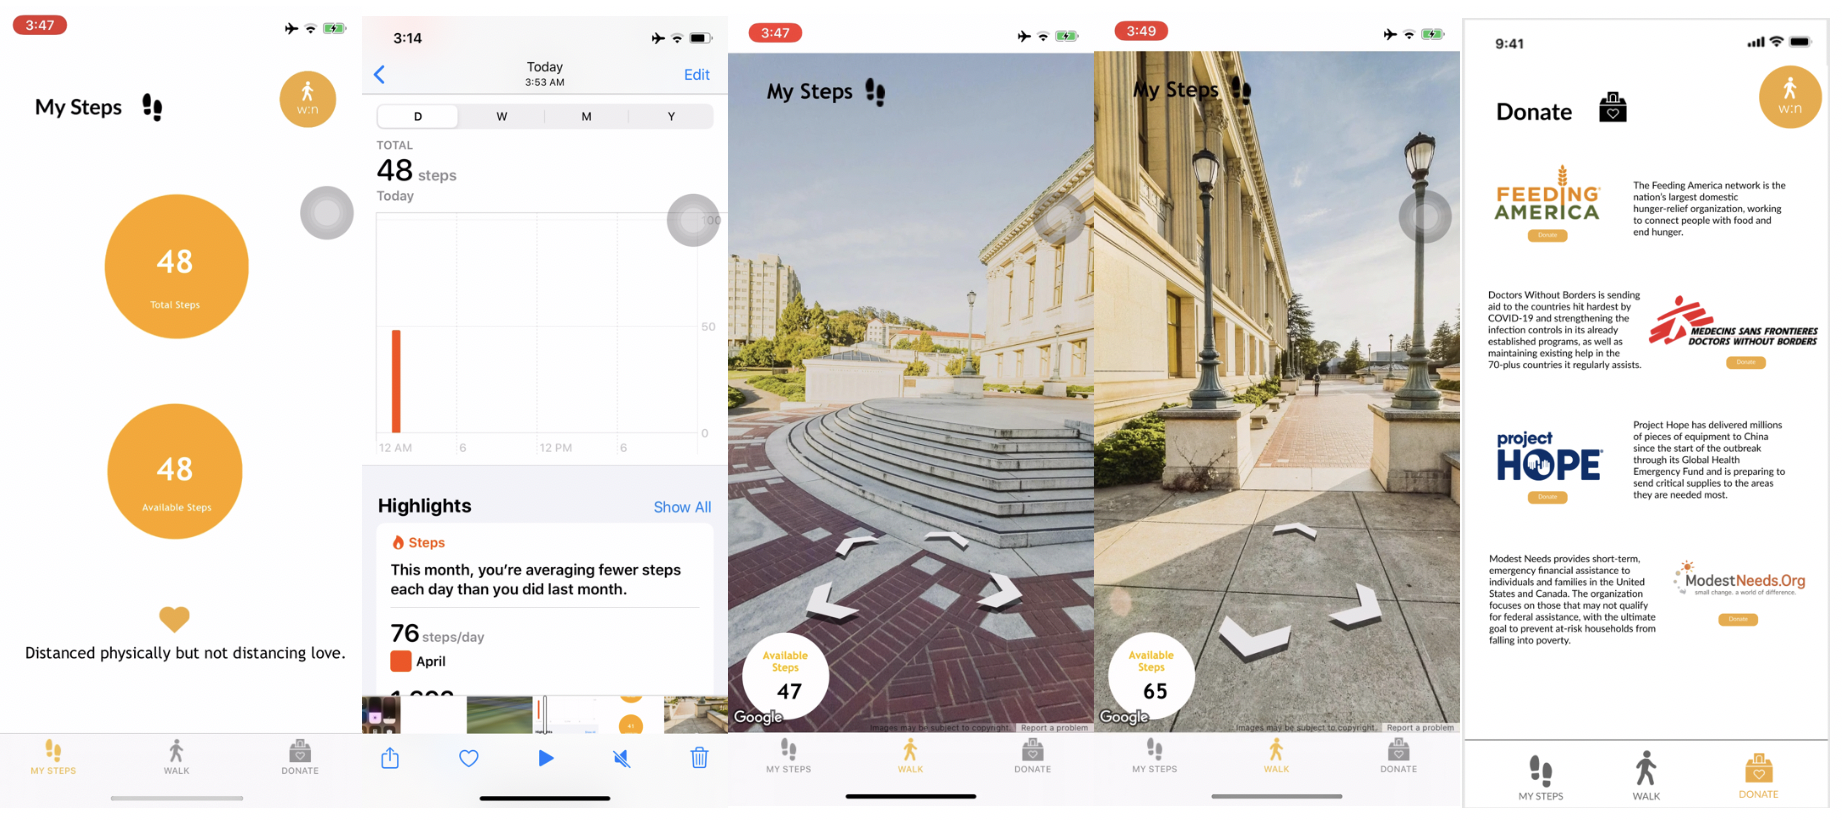 3:47
My Steps
w:n
48
Total Steps
48
Available Steps
Distanced physically but not distancing love.
MY STEPS
WALK
DONATE
3:14
Today
3:53 AM
Edit
D
W
M
Y
TOTAL
48 steps
Today
100
50
0
12 AM
6
12 PM
6
Highlights
Show All
Steps
This month, you're averaging fewer steps
each day than you did last month.
76 steps/day
April
3:47
My Steps
Available
Steps
47
Google
Images may be subject to copyright.
Report a problem
MY STEPS
WALK
DONATE
3:49
My Steps
Available
Steps
65
Google
Images may be subject to copyright.
Report a problem
MY STEPS
WALK
DONATE
9:41
Donate
w:n
FEEDING
AMERICA
Donate
The Feeding America network is the
nation's largest domestic
hunger-relief organization, working
to connect people with food and
end hunger.
Doctors Without Borders is sending
aid to the countries hit hardest by
COVID-19 and strengthening the
infection controls in its already
established programs, as well as
maintaining existing help in the
70-plus countries it regularly assists.
MEDECINS SANS FRONTIERES
DOCTORS WITHOUT BORDERS
Donate
project
HOPE
Donate
Project Hope has delivered millions
of pieces of equipment to China
since the start of the outbreak
through its Global Health
Emergency Fund and is preparing to
send critical supplies to the areas
they are needed most.
Modest Needs provides short-term,
emergency financial assistance to
individuals and families in the United
States and Canada. The organization
focuses on those that may not qualify
for federal assistance, with the ultimate
goal to prevent at-risk households from
falling into poverty.
ModestNeeds.Org
small change. a world of difference.
Donate
MY STEPS
WALK
DONATE